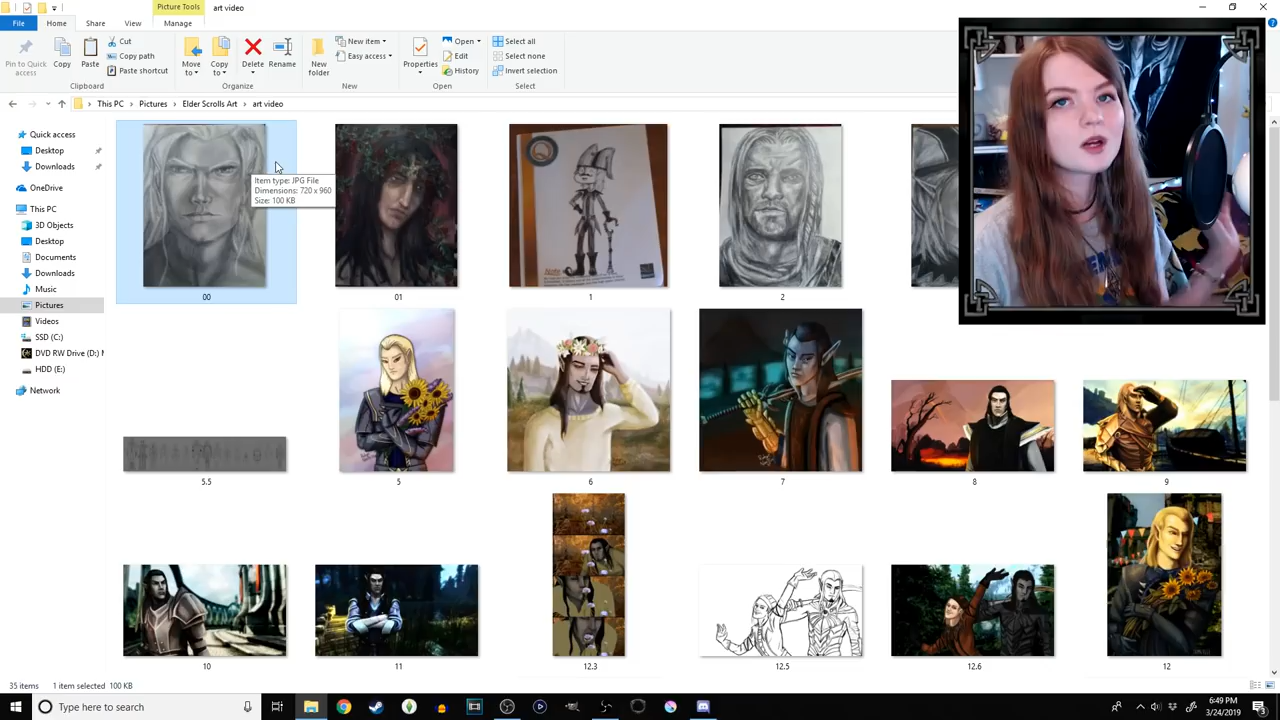 Picture Tools
art video
File
Home
Share
View
Manage
Pin to Quick access
Copy
Paste
Cut
Copy path
Paste shortcut
Clipboard
Move to
Copy to
Delete
Rename
Organize
New folder
New item
Easy access
New
Properties
Open
Edit
History
Open
Select all
Select none
Invert selection
Select
This PC
Pictures
Elder Scrolls Art
art video
Quick access
Desktop
Downloads
OneDrive
This PC
3D Objects
Desktop
Documents
Downloads
Music
Pictures
Videos
SSD (C:)
DVD RW Drive (D:)
HDD (E:)
Network
Item type: JPG File
Dimensions: 720 x 960
Size: 100 KB
00
01
1
2
5.5
5
6
7
8
9
10
11
12.3
12.5
12.6
12
35 items
1 item selected 100 KB
Type here to search
6:49 PM
3/24/2019